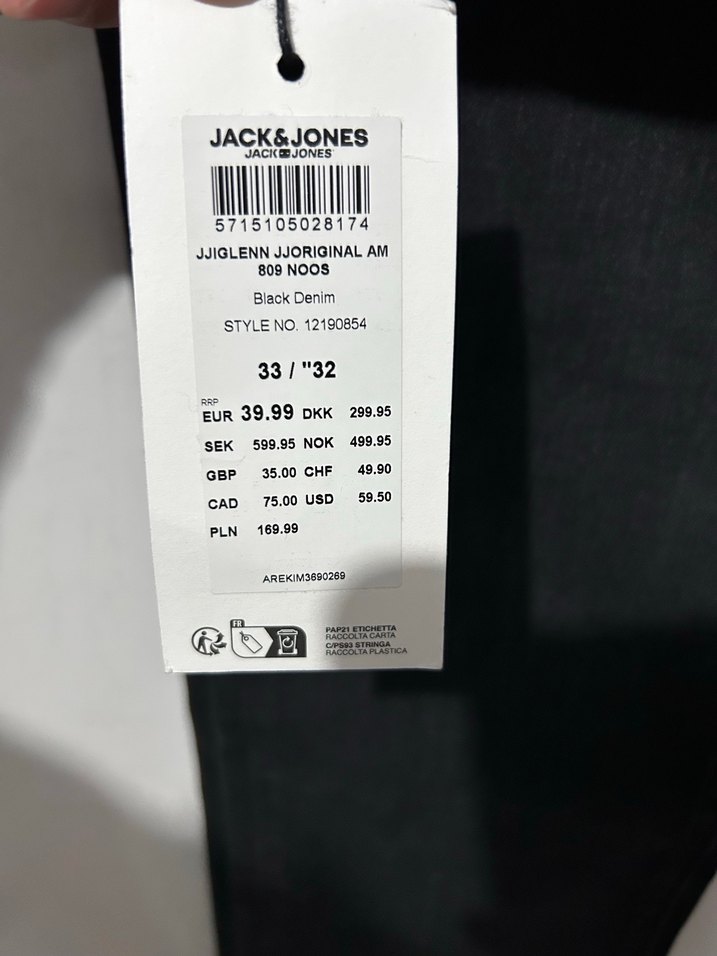 JACK&JONES
JACK JONES
5715105028174
JJIGLENN JJORIGINAL AM
809 NOOS
Black Denim
STYLE NO. 12190854
33 / "32
RRP
EUR 39.99 DKK 299.95
SEK 599.95 NOK 499.95
GBP 35.00 CHF 49.90
CAD 75.00 USD 59.50
PLN 169.99
AREKIM3690269
FR
PAP21 ETICHETTA
RACCOLTA CARTA
C/PS93 STRINGA
RACCOLTA PLASTICA